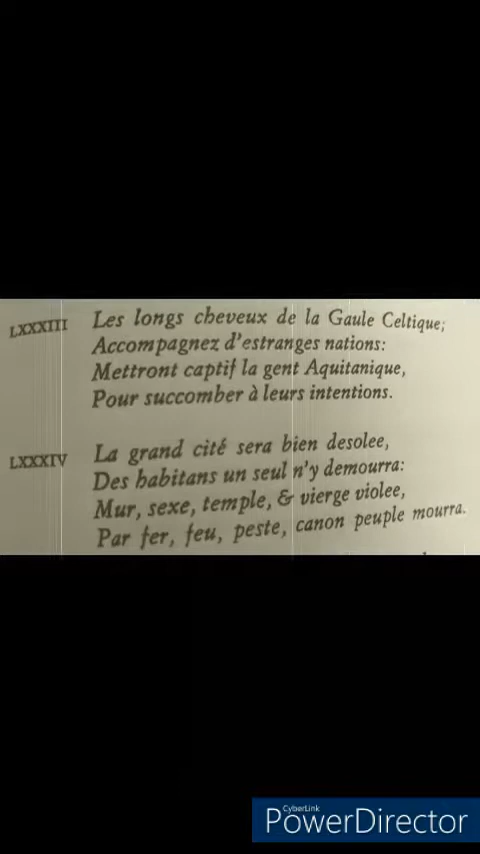 LXXXIII Les longs cheveux de la Gaule Celtique;
Accompagnez d'estranges nations:
Mettront captif la gent Aquitanique,
Pour succomber à leurs intentions.
LXXXIV La grand cité sera bien desolee,
Des habitans un seul n'y demourra:
Mur, sexe, temple, & vierge violee,
Par fer, feu, peste, canon peuple mourra.
CyberLink
PowerDirector